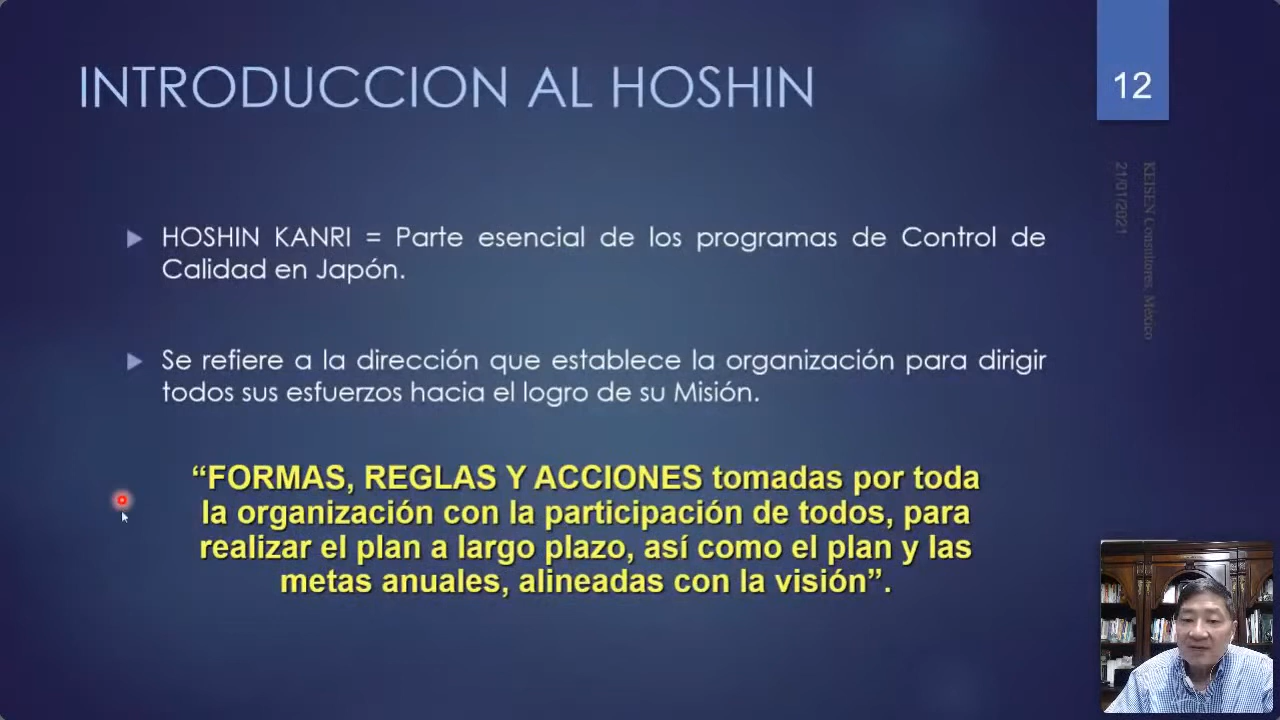 INTRODUCCION AL HOSHIN
12
21/01/2021
KEISEN Consultores, México
HOSHIN KANRI = Parte esencial de los programas de Control de
Calidad en Japón.
Se refiere a la dirección que establece la organización para dirigir
todos sus esfuerzos hacia el logro de su Misión.
“FORMAS, REGLAS Y ACCIONES tomadas por toda
la organización con la participación de todos, para
realizar el plan a largo plazo, así como el plan y las
metas anuales, alineadas con la visión”.